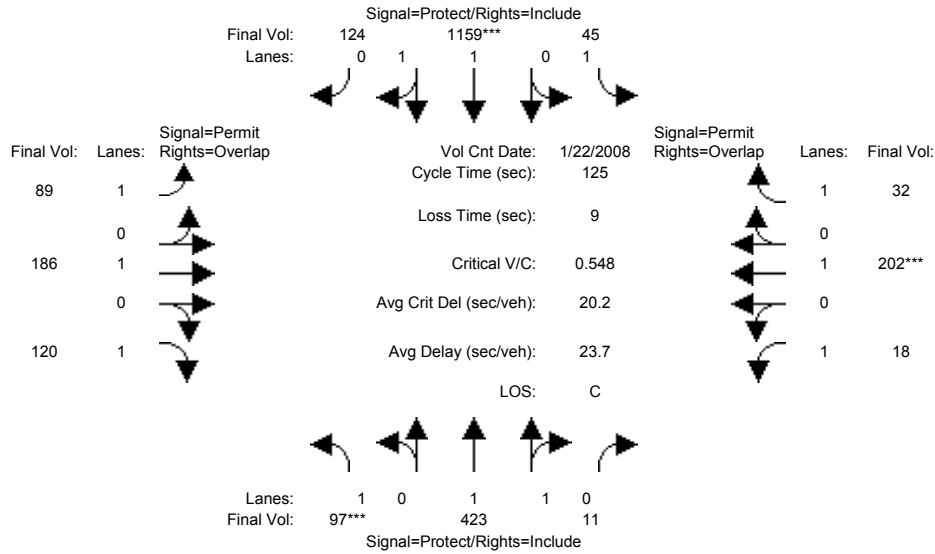 Signal=Protect/Rights=Include
Final Vol: 124 1159*** 45
Lanes: 0 1 1 0 1
Signal=Permit Signal=Permit
Final Vol: Lanes: Rights=Overlap Vol Cnt Date: 1/22/2008 Rights=Overlap Lanes: Final Vol:
Cycle Time (sec): 125
89 1 1 32
Loss Time (sec): 9
0 0
186 1 Critical V/C: 0.548 1 202***
0 Avg Crit Del (sec/veh): 20.2 0
120 1 Avg Delay (sec/veh): 23.7 1 18
LOS: C
Lanes: 1 0 1 1 0
Final Vol: 97*** 423 11
Signal=Protect/Rights=Include